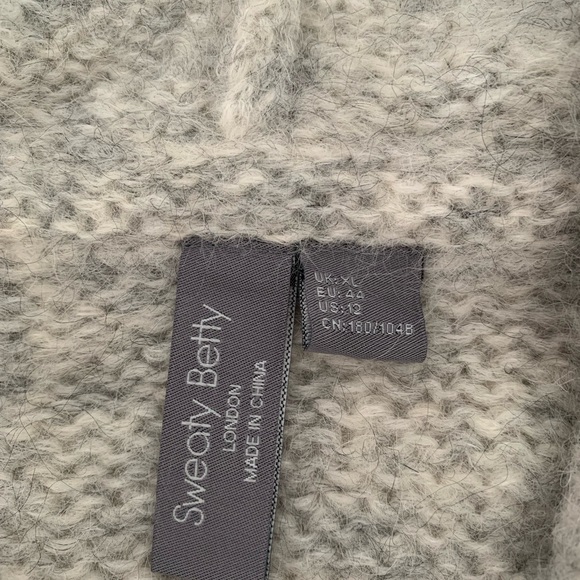 Sweaty Betty
LONDON
MADE IN CHINA
UK: XL
EU: 44
US: 12
CN: 180/104B